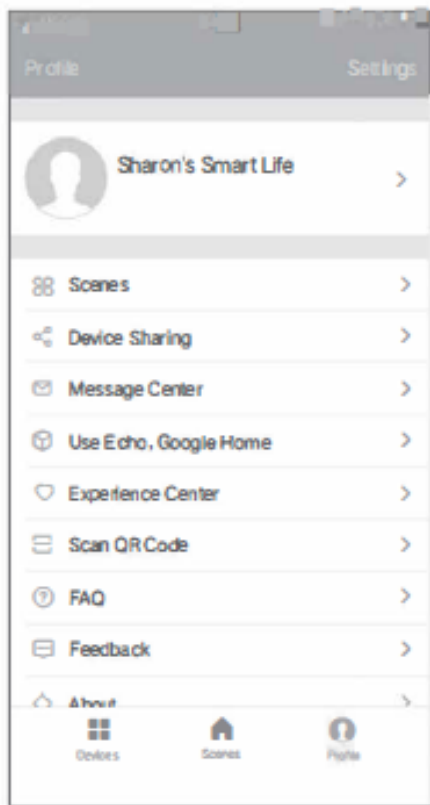 Profile Settings
Sharon's Smart Life
Scenes
Device Sharing
Message Center
Use Echo, Google Home
Experience Center
Scan QR Code
FAQ
Feedback
About
Devices Scenes Profile